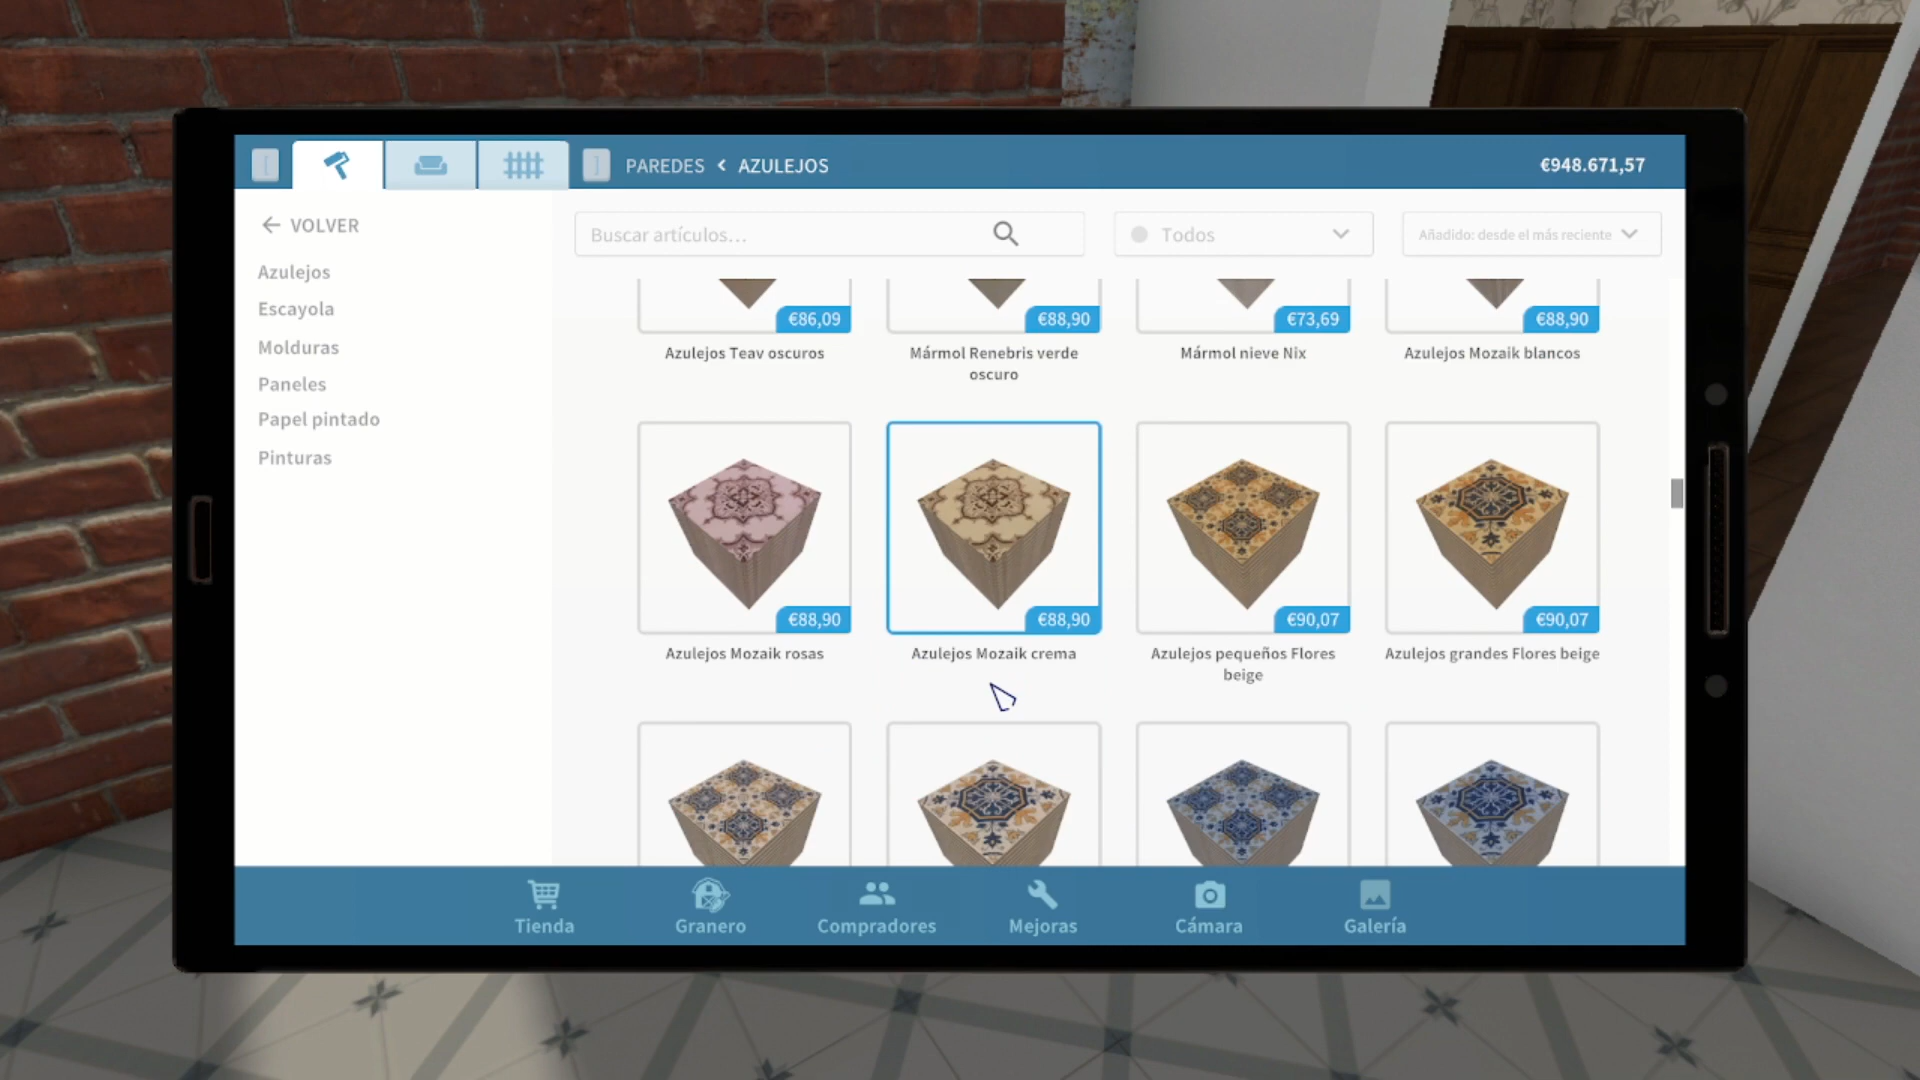 PAREDES < AZULEJOS
€948.671,57
VOLVER
Azulejos
Escayola
Molduras
Paneles
Papel pintado
Pinturas
Buscar artículos...
Todos
Añadido: desde el más reciente
€86,09
€88,90
€73,69
€88,90
Azulejos Teav oscuros
Mármol Renebris verde
oscuro
Mármol nieve Nix
Azulejos Mozaik blancos
€88,90
€88,90
€90,07
€90,07
Azulejos Mozaik rosas
Azulejos Mozaik crema
Azulejos pequeños Flores
beige
Azulejos grandes Flores beige
Tienda
Granero
Compradores
Mejoras
Cámara
Galería